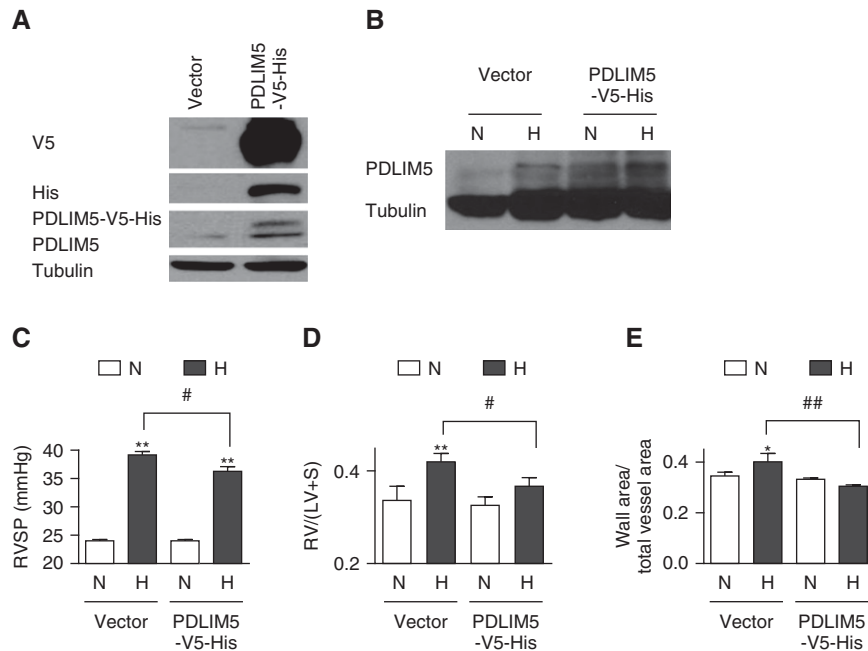 A
Vector
PDLIM5
-V5-His
V5
His
PDLIM5-V5-His
PDLIM5
Tubulin
B
Vector
PDLIM5
-V5-His
N H N H
PDLIM5
Tubulin
C
N H
#
** **
RVSP (mmHg)
40
35
30
25
20
N H N H
Vector PDLIM5
-V5-His
D
N H
#
**
RV/(LV+S)
0.4
0.2
N H N H
Vector PDLIM5
-V5-His
E
N H
##
*
Wall area/
total vessel area
0.4
0.2
0.0
N H N H
Vector PDLIM5
-V5-His